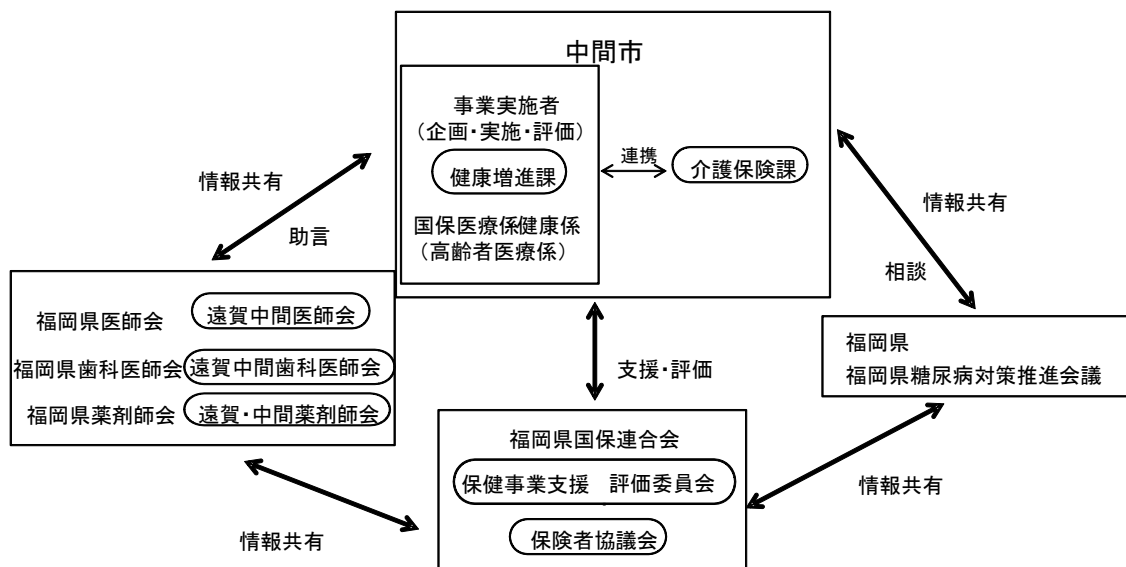 中間市
事業実施者
（企画・実施・評価）
健康増進課
連携
介護保険課
国保医療係健康係
（高齢者医療係）
情報共有
助言
情報共有
相談
福岡県医師会
遠賀中間医師会
福岡県歯科医師会
遠賀中間歯科医師会
福岡県薬剤師会
遠賀・中間薬剤師会
支援・評価
福岡県
福岡県糖尿病対策推進会議
福岡県国保連合会
保健事業支援　評価委員会
保険者協議会
情報共有
情報共有